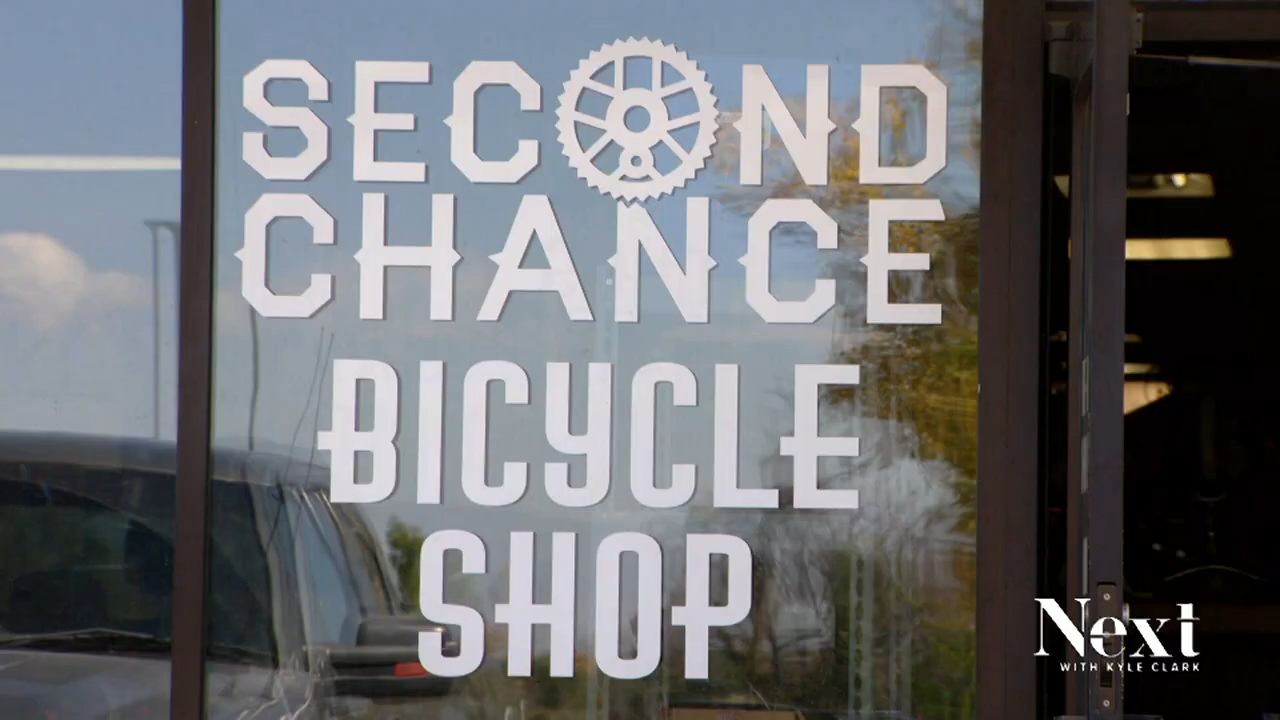 SECOND
CHANCE
BICYCLE
SHOP
Next
WITH KYLE CLARK